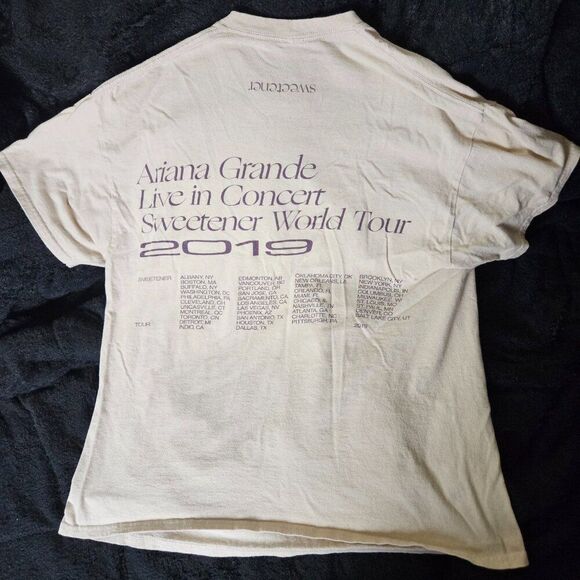 sweetener
Ariana Grande
Live in Concert
Sweetener World Tour
2019
SWEETENER
TOUR
ALBANY, NY
BOSTON, MA
BUFFALO, NY
WASHINGTON, DC
PHILADELPHIA, PA
CLEVELAND, OH
UNCASVILLE, CT
MONTREAL, QC
TORONTO, ON
DETROIT, MI
INDIO, CA
EDMONTON, AB
VANCOUVER, BC
PORTLAND, OR
SAN JOSE, CA
SACRAMENTO, CA
LOS ANGELES, CA
LAS VEGAS, NV
PHOENIX, AZ
SAN ANTONIO, TX
HOUSTON, TX
DALLAS, TX
OKLAHOMA CITY, OK
NEW ORLEANS, LA
TAMPA, FL
ORLANDO, FL
MIAMI, FL
CHICAGO, IL
NASHVILLE, TN
ATLANTA, GA
CHARLOTTE, NC
PITTSBURGH, PA
BROOKLYN, NY
NEW YORK, NY
INDIANAPOLIS, IN
OH
MILWAUKEE,
ST LOUIS, MO
ST PAUL,
DENVER, CO
SALT LAKE CITY, UT
2019